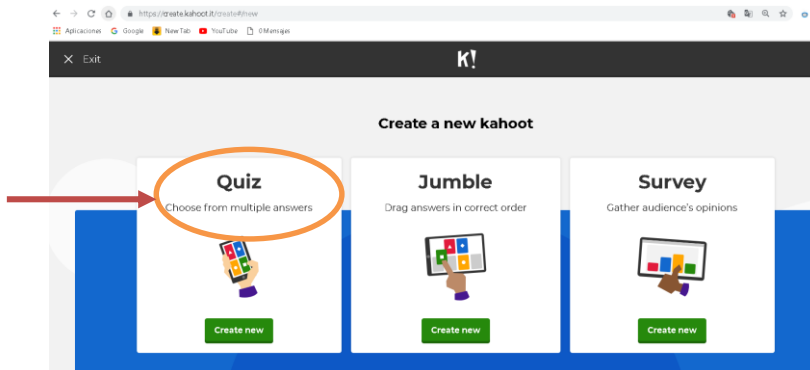 https://create.kahoot.it/create#/new
Aplicaciones G Google New Tab YouTube 0 Mensajes
X Exit
K!
Create a new kahoot
Quiz
Choose from multiple answers
Create new
Jumble
Drag answers in correct order
Create new
Survey
Gather audience's opinions
Create new